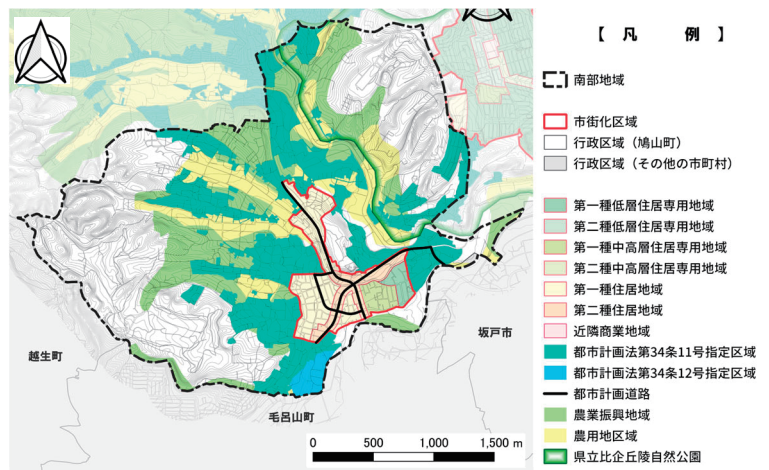 【 凡 例 】
南部地域
市街化区域
行政区域（鳩山町）
行政区域（その他の市町村）
第一種低層住居専用地域
第二種低層住居専用地域
第一種中高層住居専用地域
第二種中高層住居専用地域
第一種住居地域
第二種住居地域
近隣商業地域
都市計画法第34条11号指定区域
都市計画法第34条12号指定区域
都市計画道路
農業振興地域
農用地区域
県立比企丘陵自然公園
坂戸市
越生町
毛呂山町
0 500 1,000 1,500 m